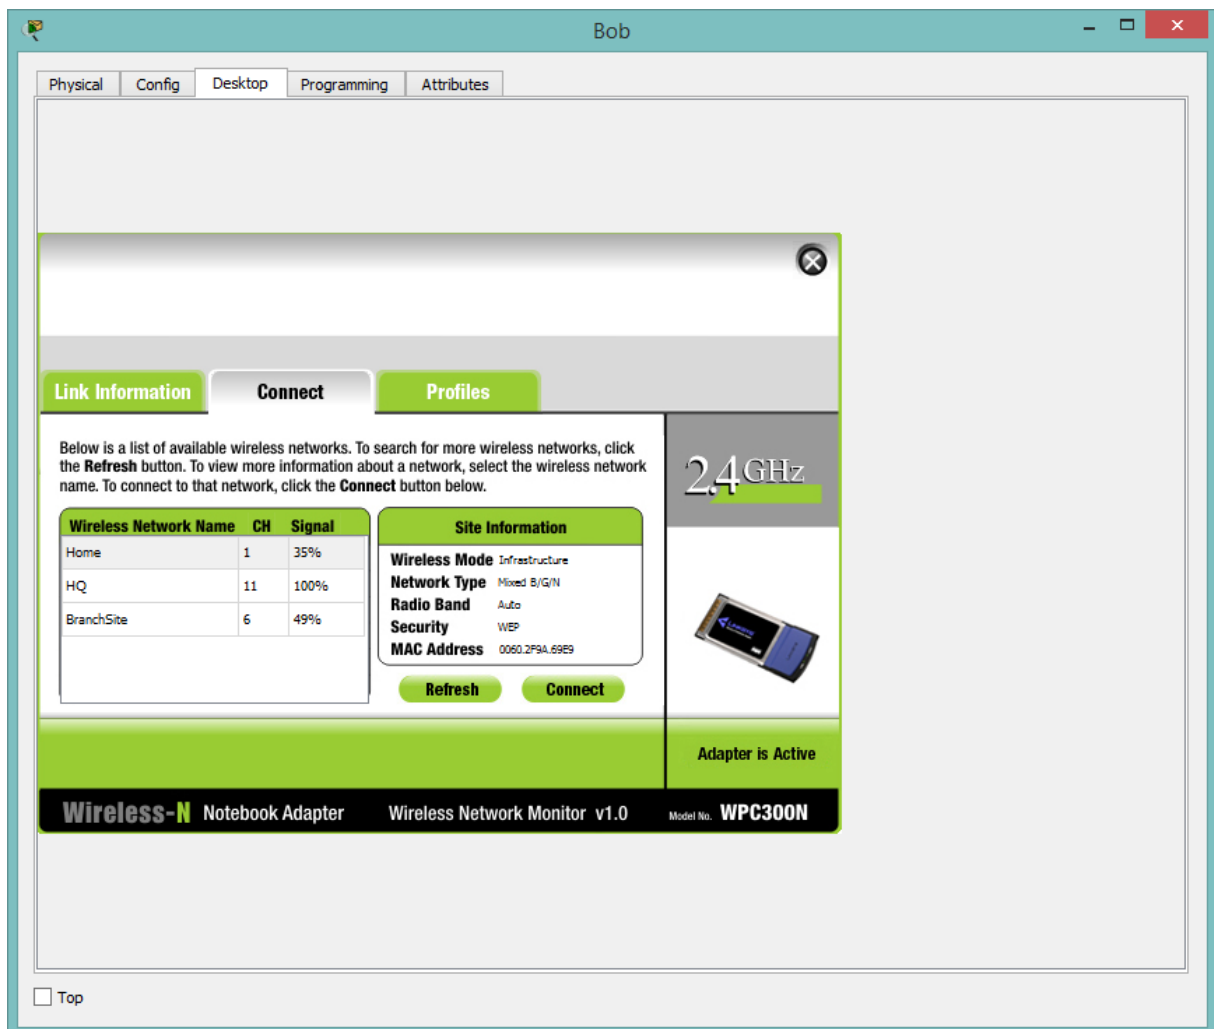 Bob
Physical Config Desktop Programming Attributes
Link Information Connect Profiles
Below is a list of available wireless networks. To search for more wireless networks, click
the Refresh button. To view more information about a network, select the wireless network
name. To connect to that network, click the Connect button below.
2.4GHz
Wireless Network Name CH Signal
Home 1 35%
HQ 11 100%
BranchSite 6 49%
Site Information
Wireless Mode Infrastructure
Network Type Mixed B/G/N
Radio Band Auto
Security WEP
MAC Address 0060.2F9A.69E9
Refresh Connect
Adapter is Active
Wireless-N Notebook Adapter Wireless Network Monitor v1.0 Model No. WPC300N
Top